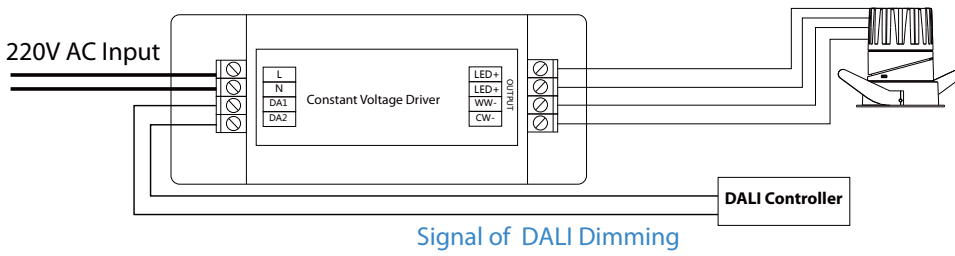 220V AC Input
L
N
DA1
DA2
Constant Voltage Driver
LED+
LED+
WW-
CW-
OUTPUT
DALI Controller
Signal of DALI Dimming